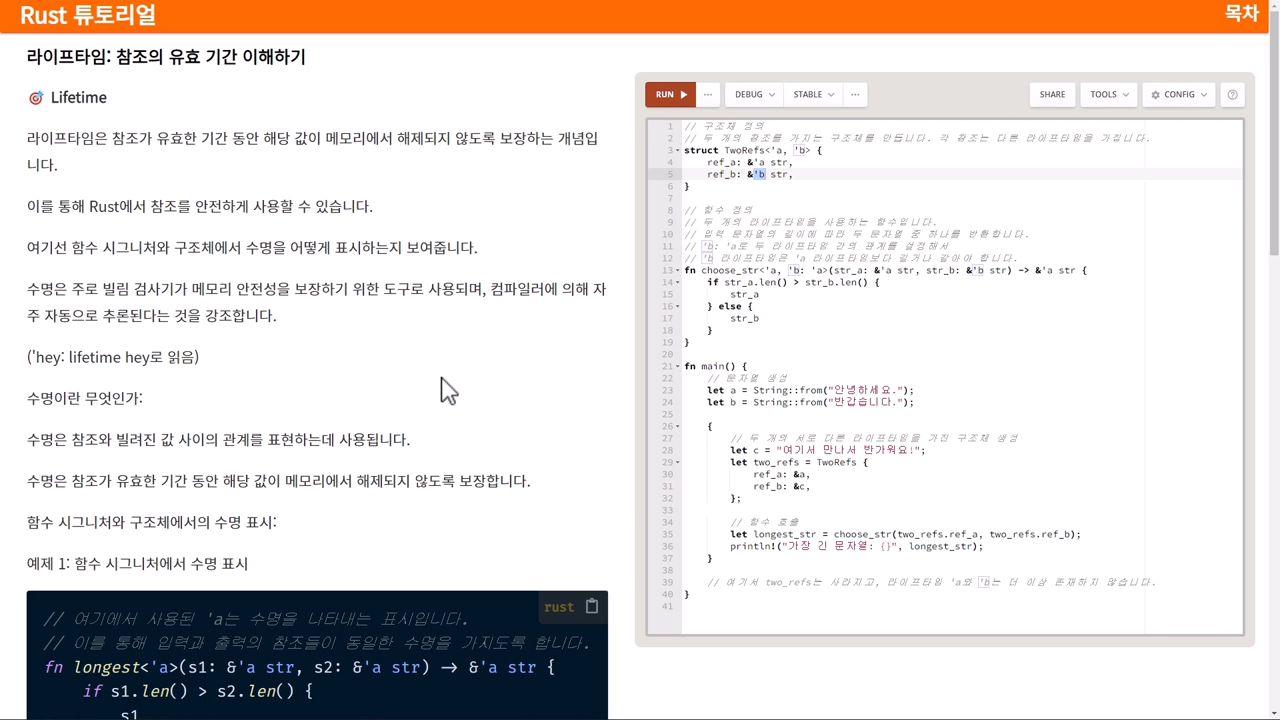 Rust 튜토리얼
목차
라이프타임: 참조의 유효 기간 이해하기
🎯 Lifetime
라이프타임은 참조가 유효한 기간 동안 해당 값이 메모리에서 해제되지 않도록 보장하는 개념입
니다.
이를 통해 Rust에서 참조를 안전하게 사용할 수 있습니다.
여기선 함수 시그니처와 구조체에서 수명을 어떻게 표시하는지 보여줍니다.
수명은 주로 빌림 검사기가 메모리 안전성을 보장하기 위한 도구로 사용되며, 컴파일러에 의해 자
주 자동으로 추론된다는 것을 강조합니다.
('hey: lifetime hey로 읽음)
수명이란 무엇인가:
수명은 참조와 빌려진 값 사이의 관계를 표현하는데 사용됩니다.
수명은 참조가 유효한 기간 동안 해당 값이 메모리에서 해제되지 않도록 보장합니다.
함수 시그니처와 구조체에서의 수명 표시:
예제 1: 함수 시그니처에서 수명 표시
rust
// 여기에서 사용된 'a는 수명을 나타내는 표시입니다.
// 이를 통해 입력과 출력의 참조들이 동일한 수명을 가지도록 합니다.
fn longest<'a>(s1: &'a str, s2: &'a str) -> &'a str {
    if s1.len() > s2.len() {
        s1
RUN ▶ ··· DEBUG STABLE ··· SHARE TOOLS CONFIG
1 // 구조체 정의
2 // 두 개의 참조를 가지는 구조체를 만듭니다. 각 참조는 다른 라이프타임을 가집니다.
3 struct TwoRefs<'a, 'b> {
4     ref_a: &'a str,
5     ref_b: &'b str,
6 }
7
8 // 함수 정의
9 // 두 개의 라이프타임을 사용하는 함수입니다.
10 // 입력 문자열의 길이에 따라 두 문자열 중 하나를 반환합니다.
11 // 'b: 'a로 두 라이프타임 간의 관계를 설정해서
12 // 'b 라이프타임은 'a 라이프타임보다 길거나 같아야 합니다.
13 fn choose_str<'a, 'b: 'a>(str_a: &'a str, str_b: &'b str) -> &'a str {
14     if str_a.len() > str_b.len() {
15         str_a
16     } else {
17         str_b
18     }
19 }
20
21 fn main() {
22     // 문자열 생성
23     let a = String::from("안녕하세요.");
24     let b = String::from("반갑습니다.");
25
26     {
27         // 두 개의 서로 다른 라이프타임을 가진 구조체 생성
28         let c = "여기서 만나서 반가워요!";
29         let two_refs = TwoRefs {
30             ref_a: &a,
31             ref_b: &c,
32         };
33
34         // 함수 호출
35         let longest_str = choose_str(two_refs.ref_a, two_refs.ref_b);
36         println!("가장 긴 문자열: {}", longest_str);
37     }
38
39     // 여기서 two_refs는 사라지고, 라이프타임 'a와 'b는 더 이상 존재하지 않습니다.
40 }
41